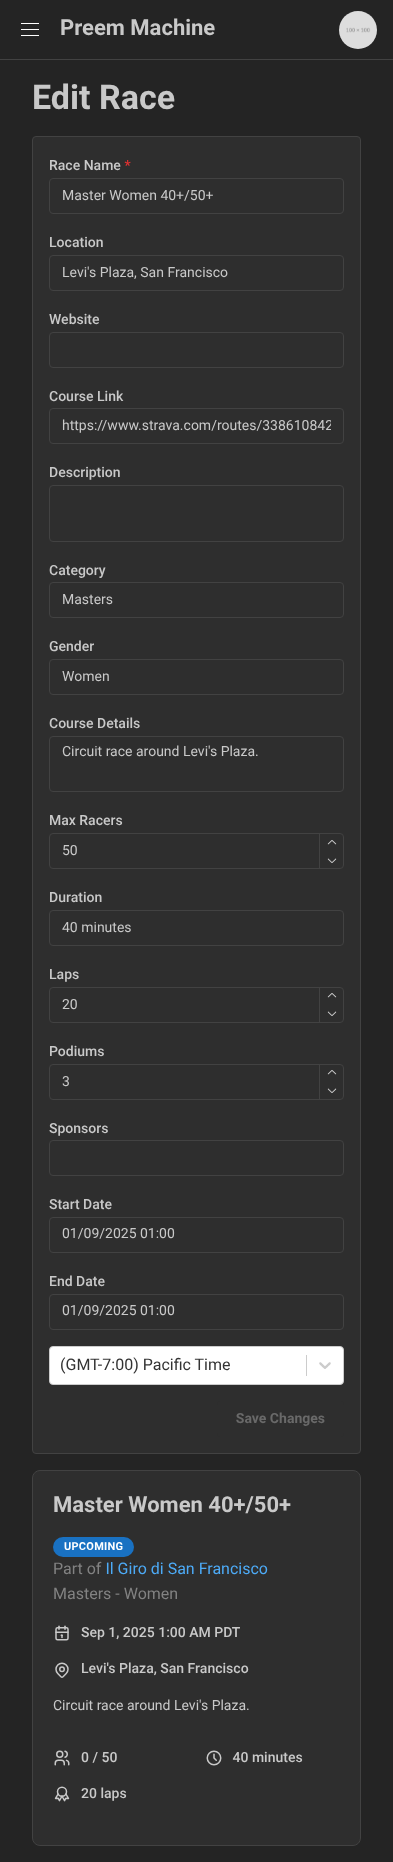 Preem Machine
100 × 100
Edit Race
Race Name *
Master Women 40+/50+
Location
Levi's Plaza, San Francisco
Website
Course Link
https://www.strava.com/routes/338610842
Description
Category
Masters
Gender
Women
Course Details
Circuit race around Levi's Plaza.
Max Racers
50
Duration
40 minutes
Laps
20
Podiums
3
Sponsors
Start Date
01/09/2025 01:00
End Date
01/09/2025 01:00
(GMT-7:00) Pacific Time
Save Changes
Master Women 40+/50+
UPCOMING
Part of Il Giro di San Francisco
Masters - Women
Sep 1, 2025 1:00 AM PDT
Levi's Plaza, San Francisco
Circuit race around Levi's Plaza.
0 / 50
40 minutes
20 laps